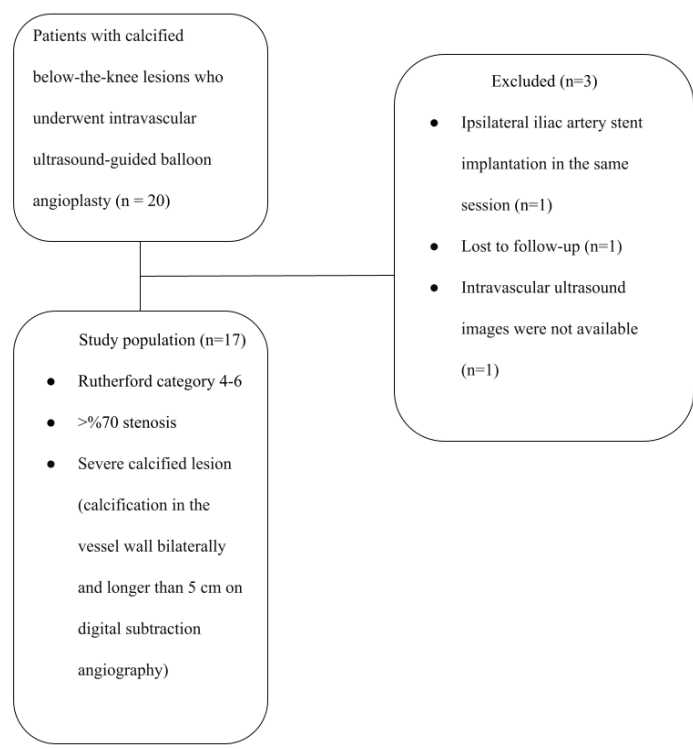 Patients with calcified
below-the-knee lesions who
underwent intravascular
ultrasound-guided balloon
angioplasty (n = 20)
Excluded (n=3)
● Ipsilateral iliac artery stent
implantation in the same
session (n=1)
● Lost to follow-up (n=1)
● Intravascular ultrasound
images were not available
(n=1)
Study population (n=17)
● Rutherford category 4-6
● >%70 stenosis
● Severe calcified lesion
(calcification in the
vessel wall bilaterally
and longer than 5 cm on
digital subtraction
angiography)